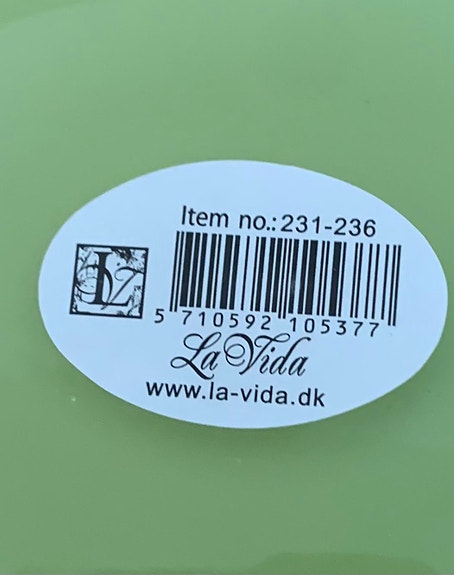 Item no.: 231-236
5 710592 105377
La Vida
www.la-vida.dk